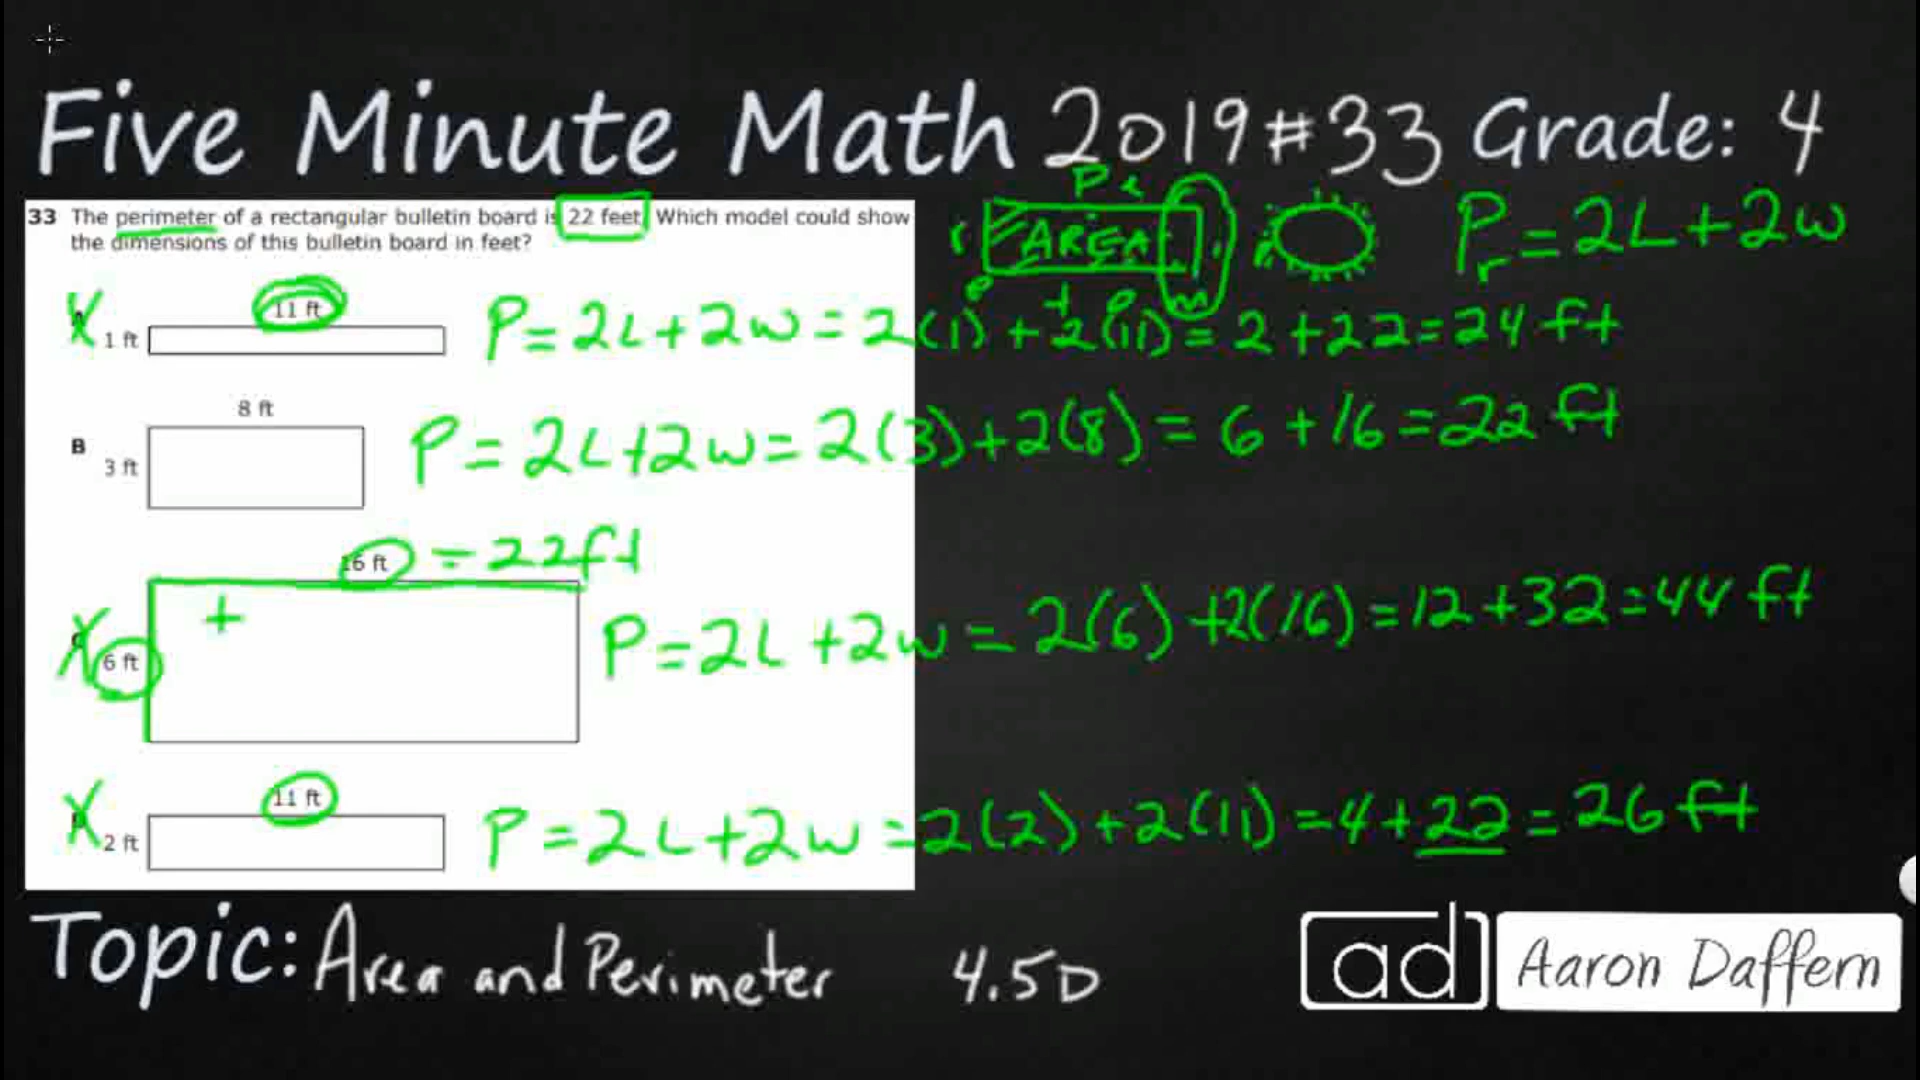 Five Minute Math 2019 #33 Grade: 4
33 The perimeter of a rectangular bulletin board is 22 feet. Which model could show
the dimensions of this bulletin board in feet?
AREA
P r = 2L + 2w
11 ft
1 ft
P = 2L + 2w = 2(1) + 2(11) = 2 + 22 = 24 ft
8 ft
B
3 ft
P = 2L + 2w = 2(3) + 2(8) = 6 + 16 = 22 ft
16 ft = 22ft
+
6 ft
P = 2L + 2w = 2(6) + 2(16) = 12 + 32 = 44 ft
11 ft
2 ft
P = 2L + 2w = 2(2) + 2(11) = 4 + 22 = 26 ft
Topic: Area and Perimeter 4.5D
ad Aaron Daffern